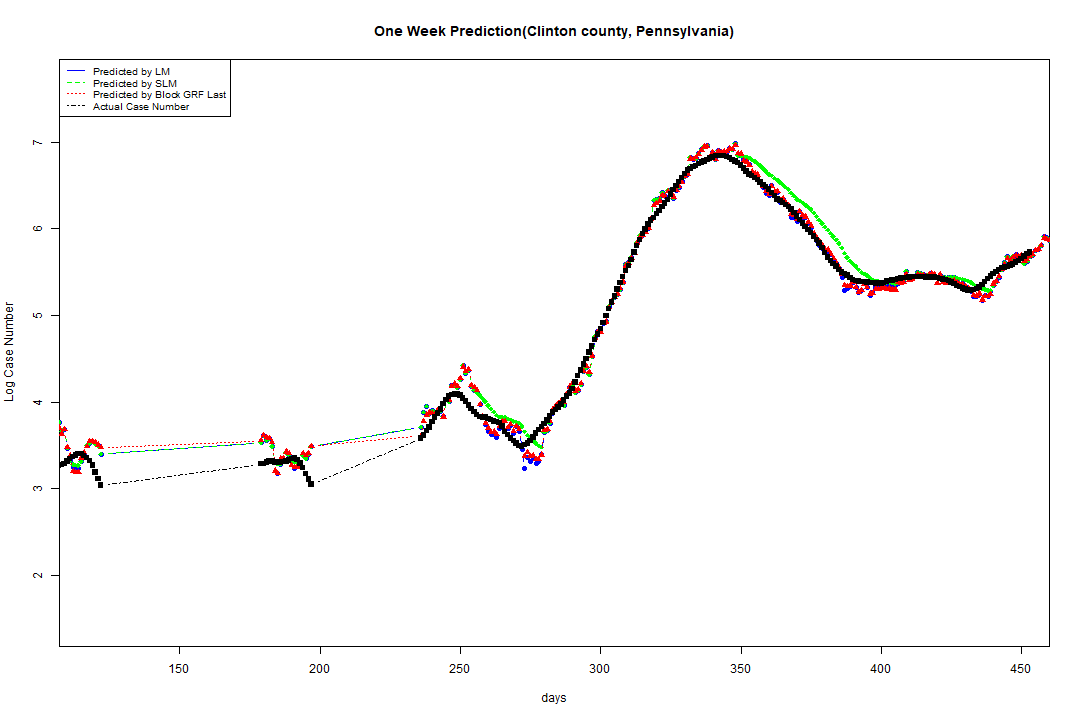 One Week Prediction(Clinton county, Pennsylvania)
Predicted by LM
Predicted by SLM
Predicted by Block GRF Last
Actual Case Number
Log Case Number
7
6
5
4
3
2
150 200 250 300 350 400 450
days